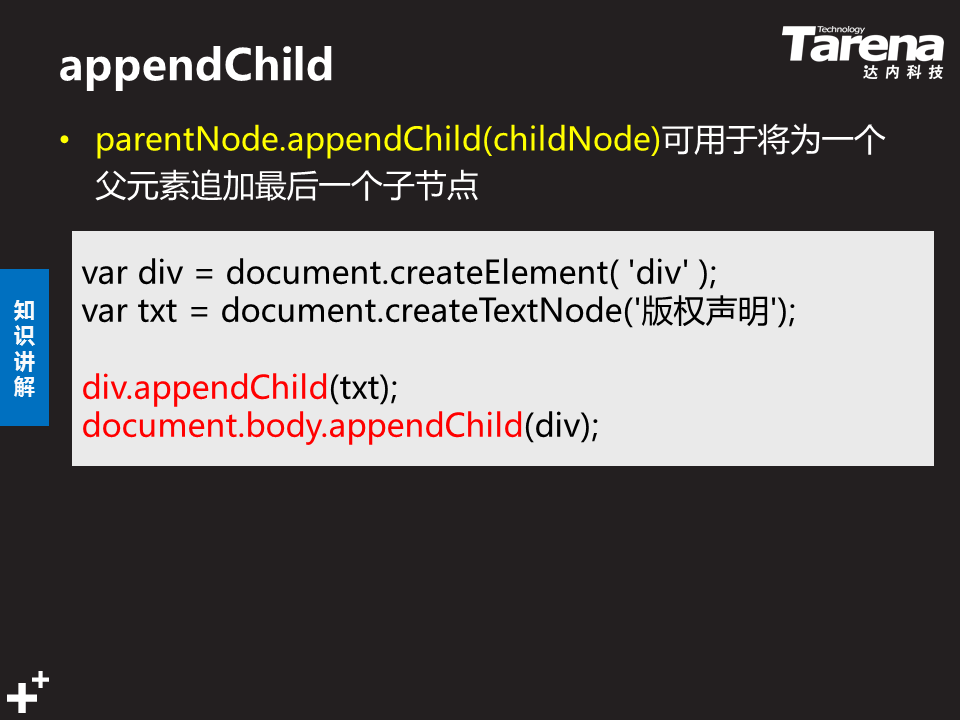 appendChild
Technology
Tarena
达内科技
• parentNode.appendChild(childNode)可用于将为一个
父元素追加最后一个子节点
知
识
讲
解
var div = document.createElement( 'div' );
var txt = document.createTextNode('版权声明');
div.appendChild(txt);
document.body.appendChild(div);